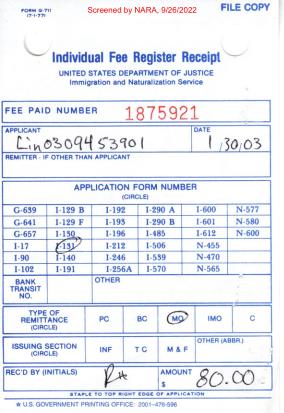 FORM G-711
17-1-771
Screened by NARA, 9/26/2022
FILE COPY
Individual Fee Register Receipt
UNITED STATES DEPARTMENT OF JUSTICE
Immigration and Naturalization Service
FEE PAID NUMBER 1875921
APPLICANT DATE
Lin0309453901 1/30/03
REMITTER - IF OTHER THAN APPLICANT
APPLICATION FORM NUMBER
(CIRCLE)
G-639 I-129 B I-192 I-290 A I-600 N-577
G-641 I-129 F I-193 I-290 B I-601 N-580
G-657 I-130 I-196 I-485 I-612 N-600
I-17 I-131 I-212 I-506 N-455
I-90 I-140 I-246 I-539 N-470
I-102 I-191 I-256A I-570 N-565
BANK TRANSIT NO. OTHER
TYPE OF REMITTANCE (CIRCLE) PC BC MO IMO C
ISSUING SECTION (CIRCLE) INF T C M & F OTHER (ABBR.)
REC'D BY (INITIALS) AMOUNT
$ 80.00
STAPLE TO TOP RIGHT EDGE OF APPLICATION
☆ U.S. GOVERNMENT PRINTING OFFICE: 2001-476-596